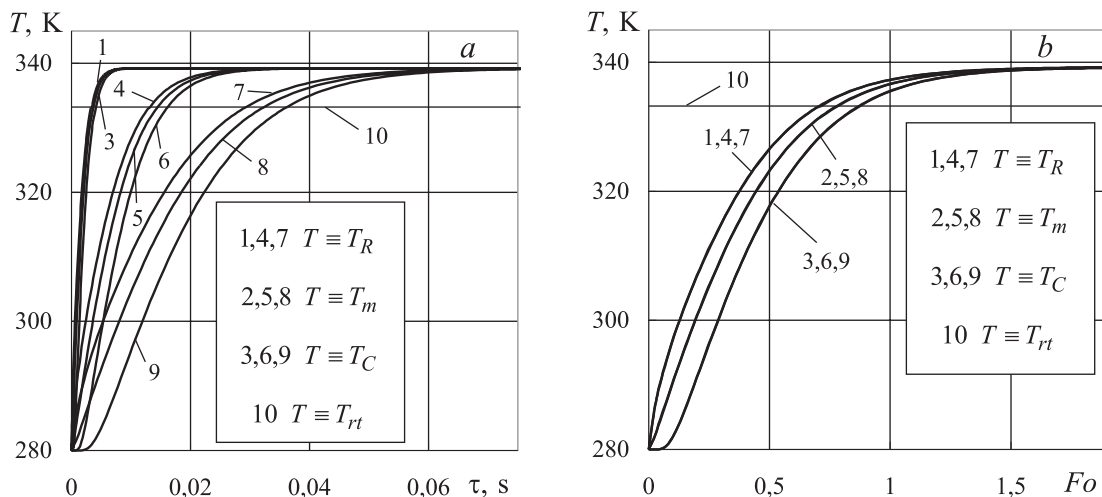 T, K
a
340
1
4
7
3
6
10
8
320
5
1,4,7 T ≡ T_R
2,5,8 T ≡ T_m
300
3,6,9 T ≡ T_C
9
10 T ≡ T_rt
280
0 0,02 0,04 0,06 τ, s
T, K
b
340
10
1,4,7
2,5,8
320
1,4,7 T ≡ T_R
2,5,8 T ≡ T_m
3,6,9
3,6,9 T ≡ T_C
300
10 T ≡ T_rt
280
0 0,5 1 1,5 Fo